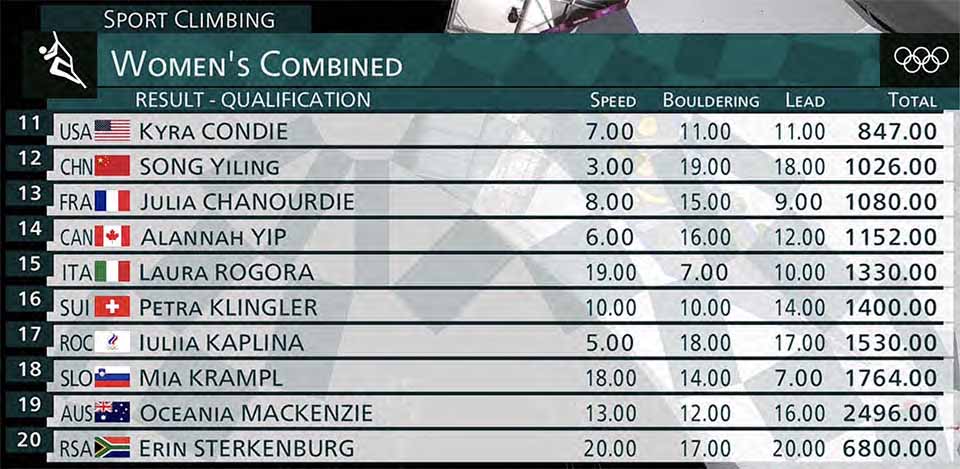 SPORT CLIMBING
WOMEN'S COMBINED
RESULT - QUALIFICATION SPEED BOULDERING LEAD TOTAL
11 USA KYRA CONDIE 7.00 11.00 11.00 847.00
12 CHN SONG YILING 3.00 19.00 18.00 1026.00
13 FRA JULIA CHANOURDIE 8.00 15.00 9.00 1080.00
14 CAN ALANNAH YIP 6.00 16.00 12.00 1152.00
15 ITA LAURA ROGORA 19.00 7.00 10.00 1330.00
16 SUI PETRA KLINGLER 10.00 10.00 14.00 1400.00
17 ROC IULIIA KAPLINA 5.00 18.00 17.00 1530.00
18 SLO MIA KRAMPL 18.00 14.00 7.00 1764.00
19 AUS OCEANIA MACKENZIE 13.00 12.00 16.00 2496.00
20 RSA ERIN STERKENBURG 20.00 17.00 20.00 6800.00